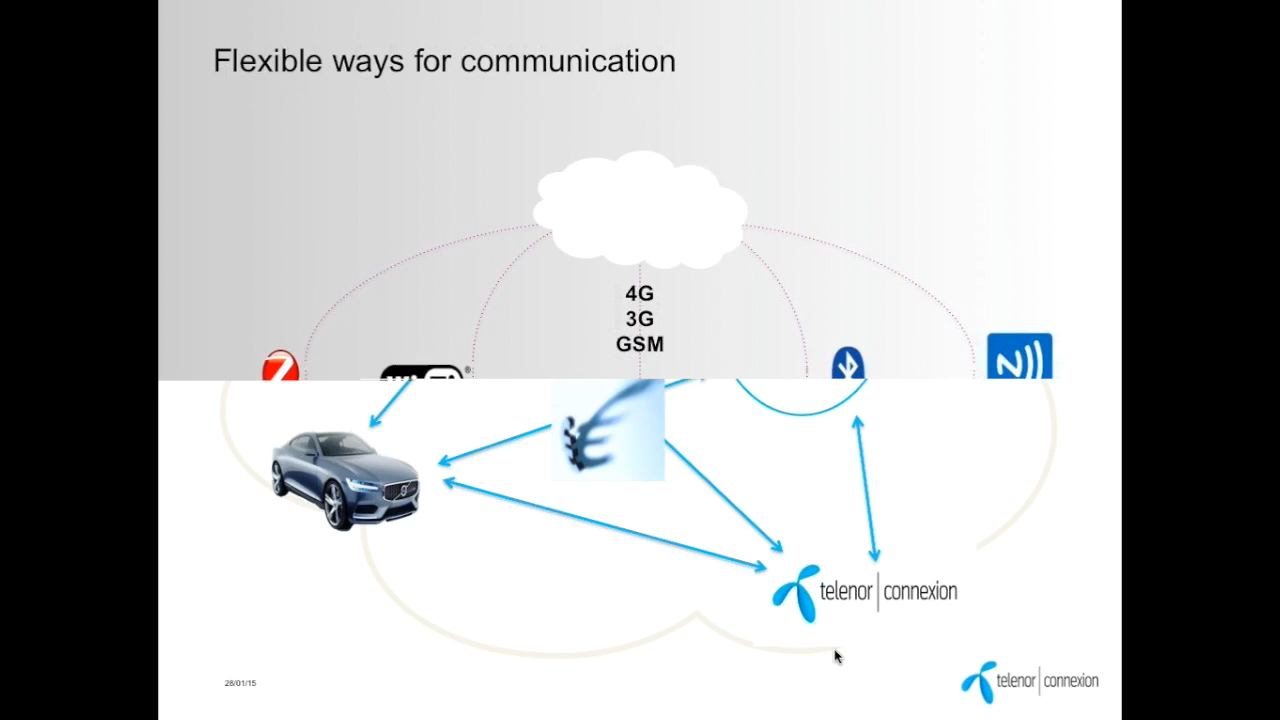 Flexible ways for communication
4G
3G
GSM
telenor | connexion
28/01/15
telenor | connexion